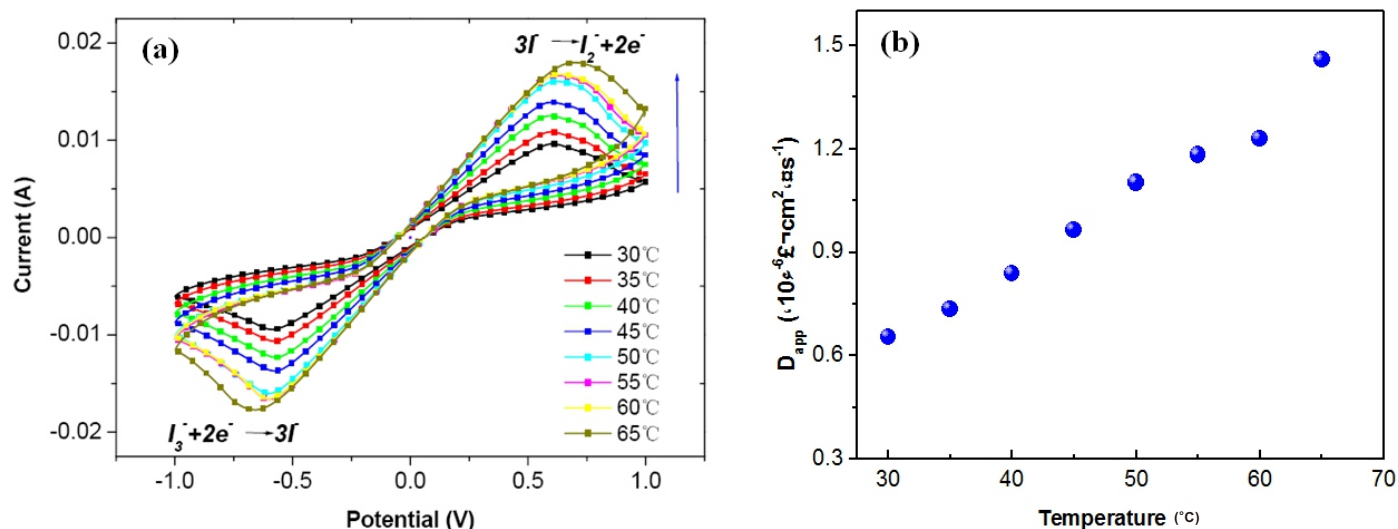 (a)
3I⁻ → I₂⁻+2e⁻
0.02
0.01
0.00
-0.01
-0.02
Current (A)
30℃
35℃
40℃
45℃
50℃
55℃
60℃
65℃
I₃⁻+2e⁻ → 3I⁻
-1.0 -0.5 0.0 0.5 1.0
Potential (V)
(b)
1.5
1.2
0.9
0.6
0.3
D_app
30 40 50 60 70
Temperature (°C)